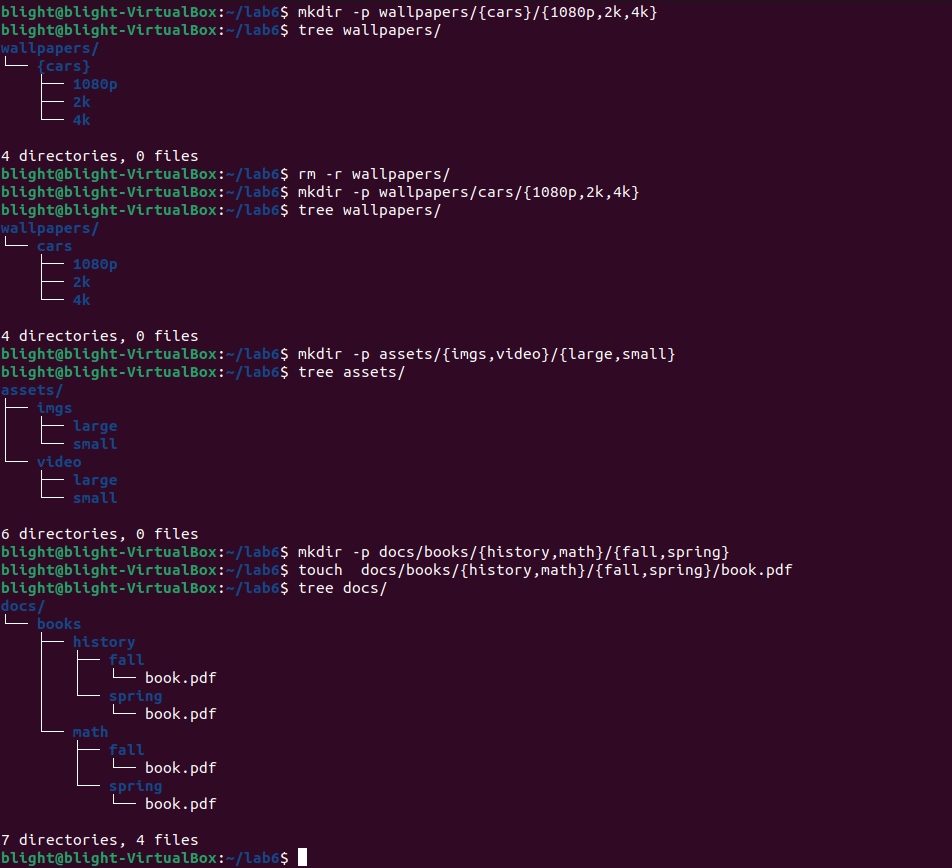 blight@blight-VirtualBox:~/lab6$ mkdir -p wallpapers/{cars}/{1080p,2k,4k}
blight@blight-VirtualBox:~/lab6$ tree wallpapers/
wallpapers/
└── {cars}
    ├── 1080p
    ├── 2k
    └── 4k

4 directories, 0 files
blight@blight-VirtualBox:~/lab6$ rm -r wallpapers/
blight@blight-VirtualBox:~/lab6$ mkdir -p wallpapers/cars/{1080p,2k,4k}
blight@blight-VirtualBox:~/lab6$ tree wallpapers/
wallpapers/
└── cars
    ├── 1080p
    ├── 2k
    └── 4k

4 directories, 0 files
blight@blight-VirtualBox:~/lab6$ mkdir -p assets/{imgs,video}/{large,small}
blight@blight-VirtualBox:~/lab6$ tree assets/
assets/
├── imgs
│   ├── large
│   └── small
└── video
    ├── large
    └── small

6 directories, 0 files
blight@blight-VirtualBox:~/lab6$ mkdir -p docs/books/{history,math}/{fall,spring}
blight@blight-VirtualBox:~/lab6$ touch  docs/books/{history,math}/{fall,spring}/book.pdf
blight@blight-VirtualBox:~/lab6$ tree docs/
docs/
└── books
    ├── history
    │   ├── fall
    │   │   └── book.pdf
    │   └── spring
    │       └── book.pdf
    └── math
        ├── fall
        │   └── book.pdf
        └── spring
            └── book.pdf

7 directories, 4 files
blight@blight-VirtualBox:~/lab6$